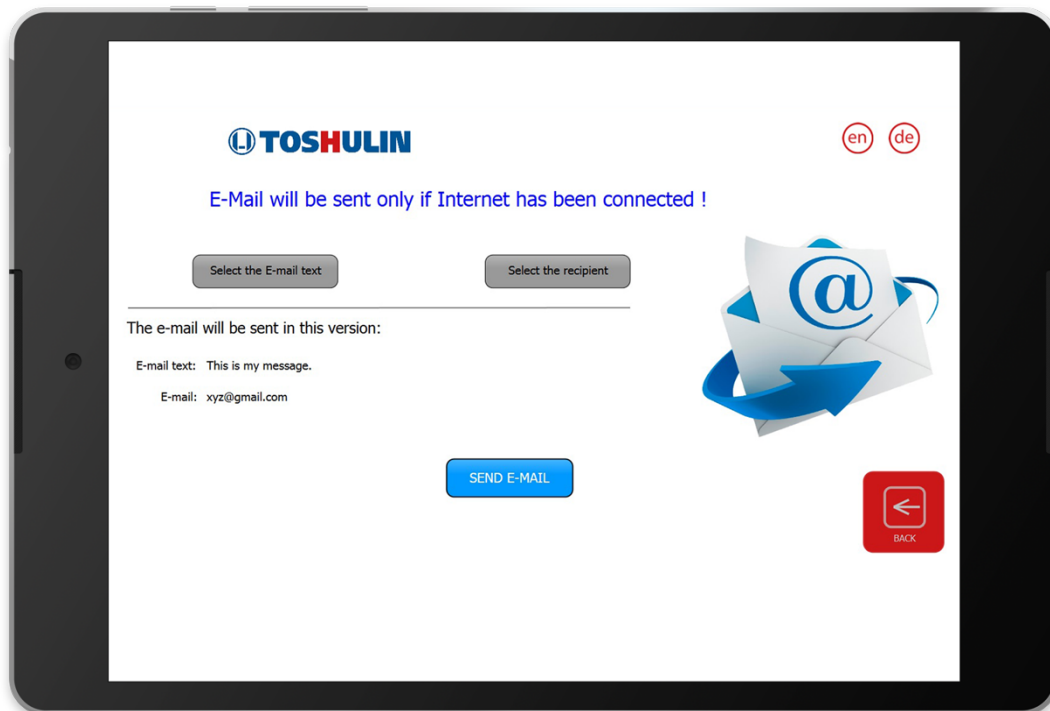 TOSHULIN
en de
E-Mail will be sent only if Internet has been connected !
Select the E-mail text
Select the recipient
The e-mail will be sent in this version:
E-mail text: This is my message.
E-mail: xyz@gmail.com
@
SEND E-MAIL
BACK